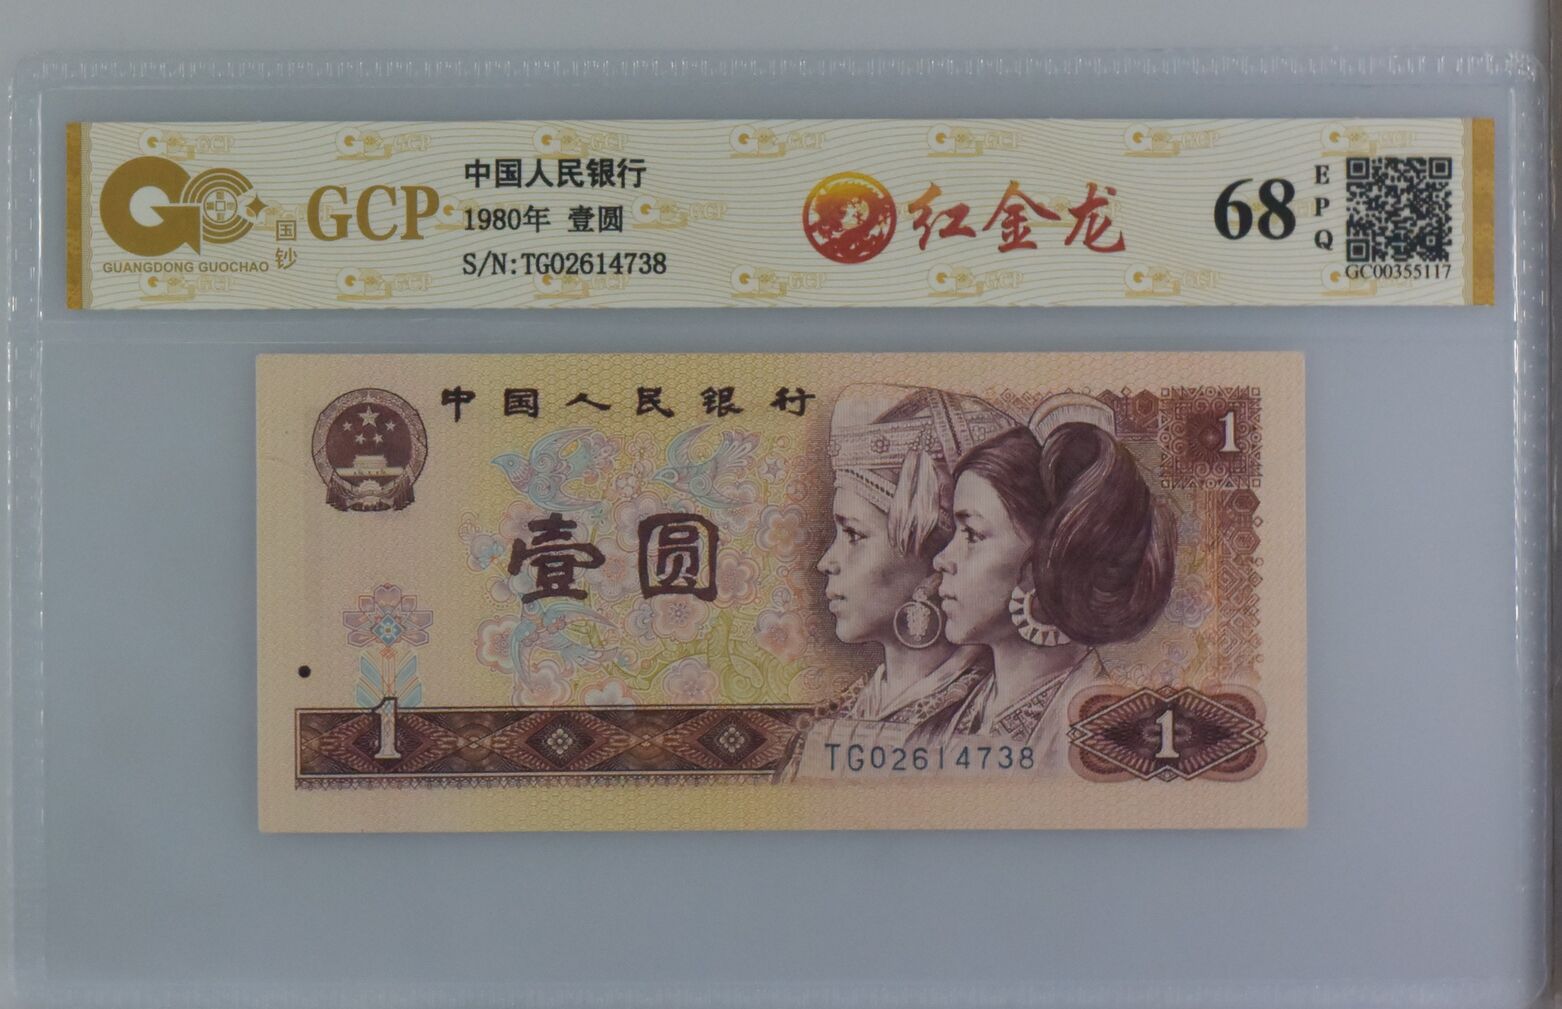 GCP
国钞
GUANGDONG GUOCHAO
中国人民银行
1980年 壹圆
S/N:TG02614738
红金龙
68
EPQ
GC00355117
中国人民银行
1
壹圆
1
TG02614738
1